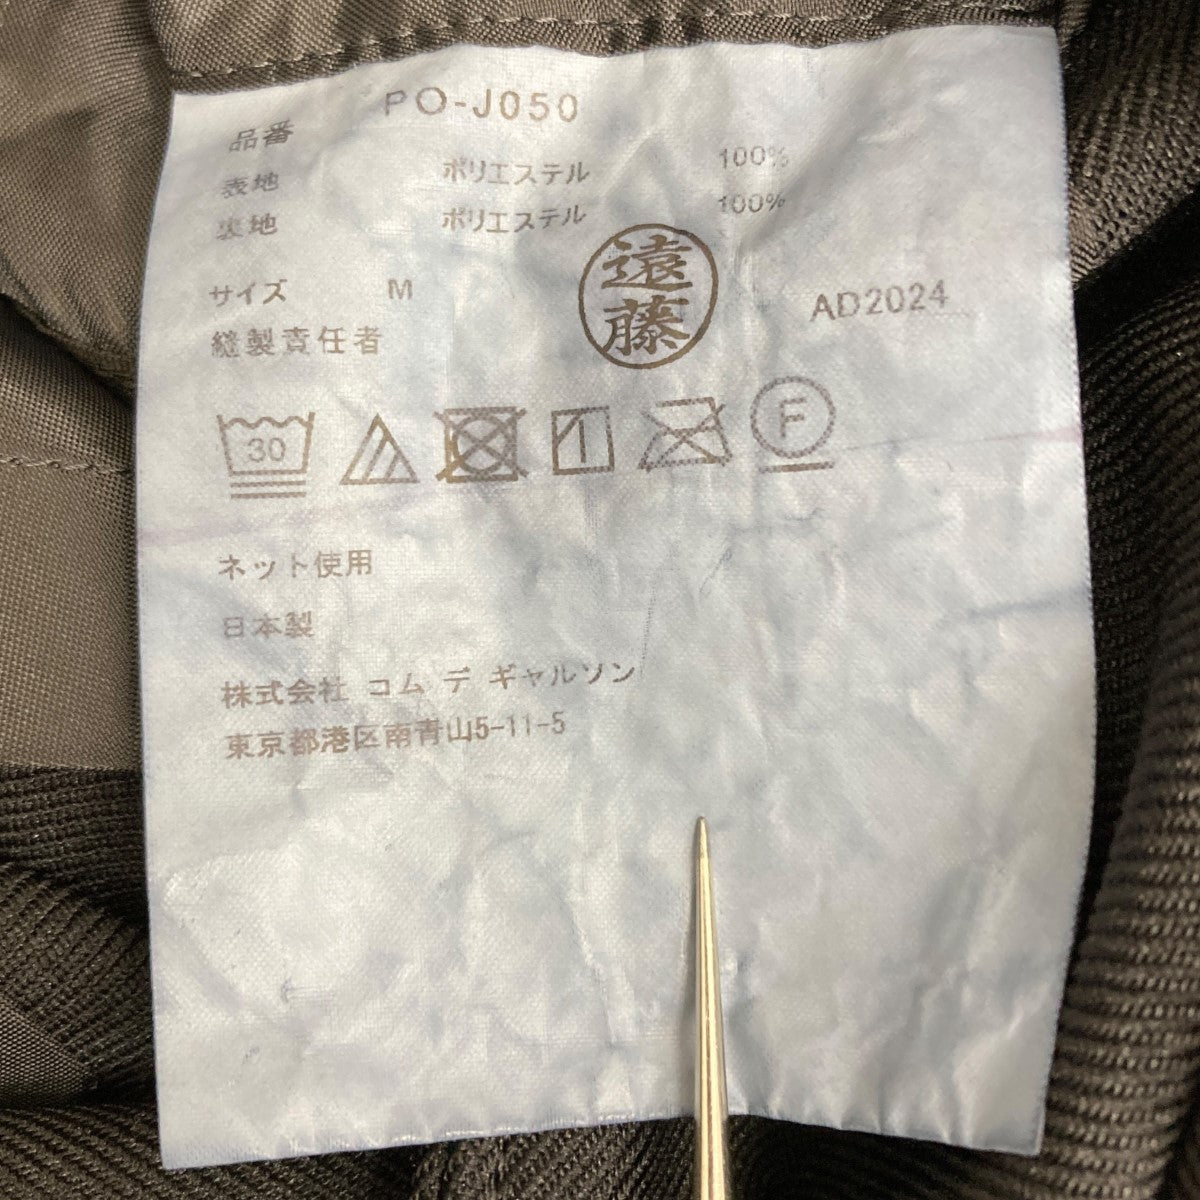 品番 PO-J050
表地 ポリエステル 100%
裏地 ポリエステル 100%
サイズ M
縫製責任者 遠藤 AD2024
30 F
ネット使用
日本製
株式会社 コム デ ギャルソン
東京都港区南青山5-11-5